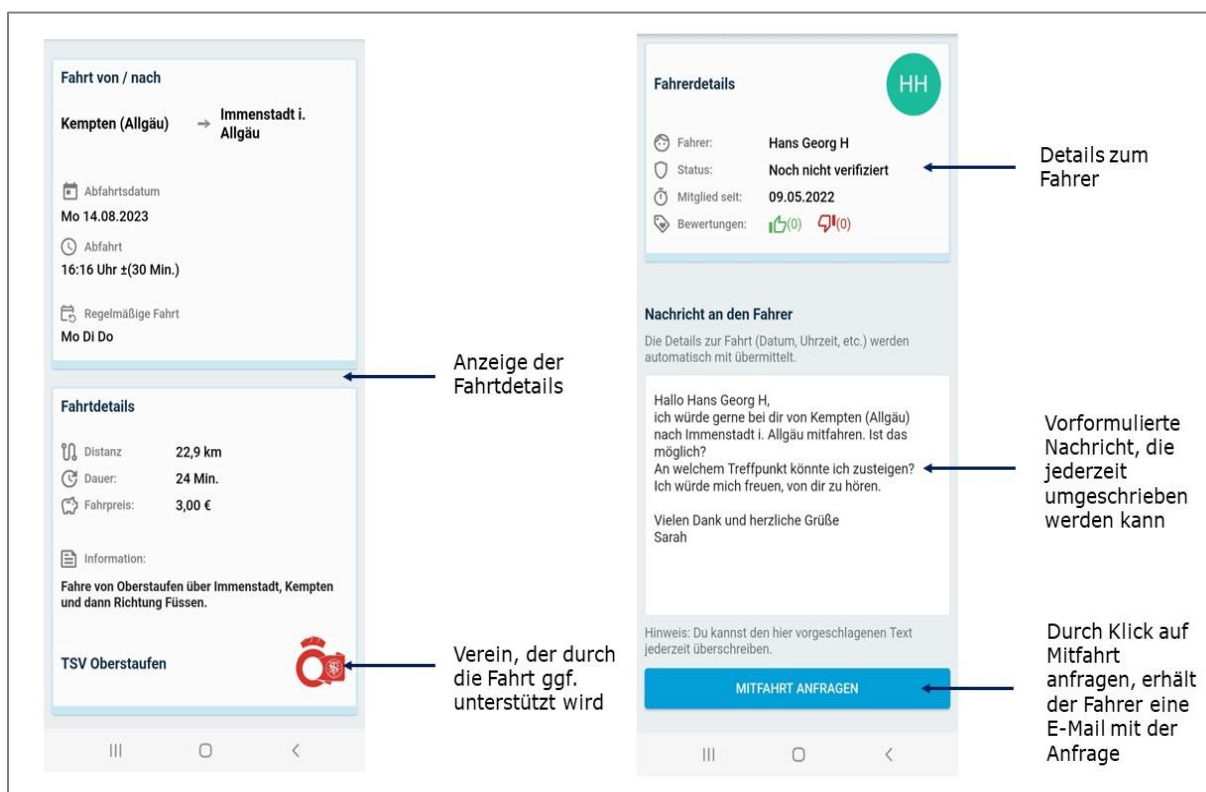 Fahrt von / nach
Kempten (Allgäu) → Immenstadt i.
Allgäu
Abfahrtsdatum
Mo 14.08.2023
Abfahrt
16:16 Uhr ±(30 Min.)
Regelmäßige Fahrt
Mo Di Do
Fahrtdetails
Distanz 22,9 km
Dauer: 24 Min.
Fahrpreis: 3,00 €
Information:
Fahre von Oberstaufen über Immenstadt, Kempten
und dann Richtung Füssen.
TSV Oberstaufen
Anzeige der
Fahrtdetails
Verein, der durch
die Fahrt ggf.
unterstützt wird
Fahrerdetails
HH
Fahrer: Hans Georg H
Status: Noch nicht verifiziert
Mitglied seit: 09.05.2022
Bewertungen: (0) (0)
Nachricht an den Fahrer
Die Details zur Fahrt (Datum, Uhrzeit, etc.) werden
automatisch mit übermittelt.
Hallo Hans Georg H,
ich würde gerne bei dir von Kempten (Allgäu)
nach Immenstadt i. Allgäu mitfahren. Ist das
möglich?
An welchem Treffpunkt könnte ich zusteigen?
Ich würde mich freuen, von dir zu hören.
Vielen Dank und herzliche Grüße
Sarah
Hinweis: Du kannst den hier vorgeschlagenen Text
jederzeit überschreiben.
MITFAHRT ANFRAGEN
Details zum
Fahrer
Vorformulierte
Nachricht, die
jederzeit
umgeschrieben
werden kann
Durch Klick auf
Mitfahrt
anfragen, erhält
der Fahrer eine
E-Mail mit der
Anfrage